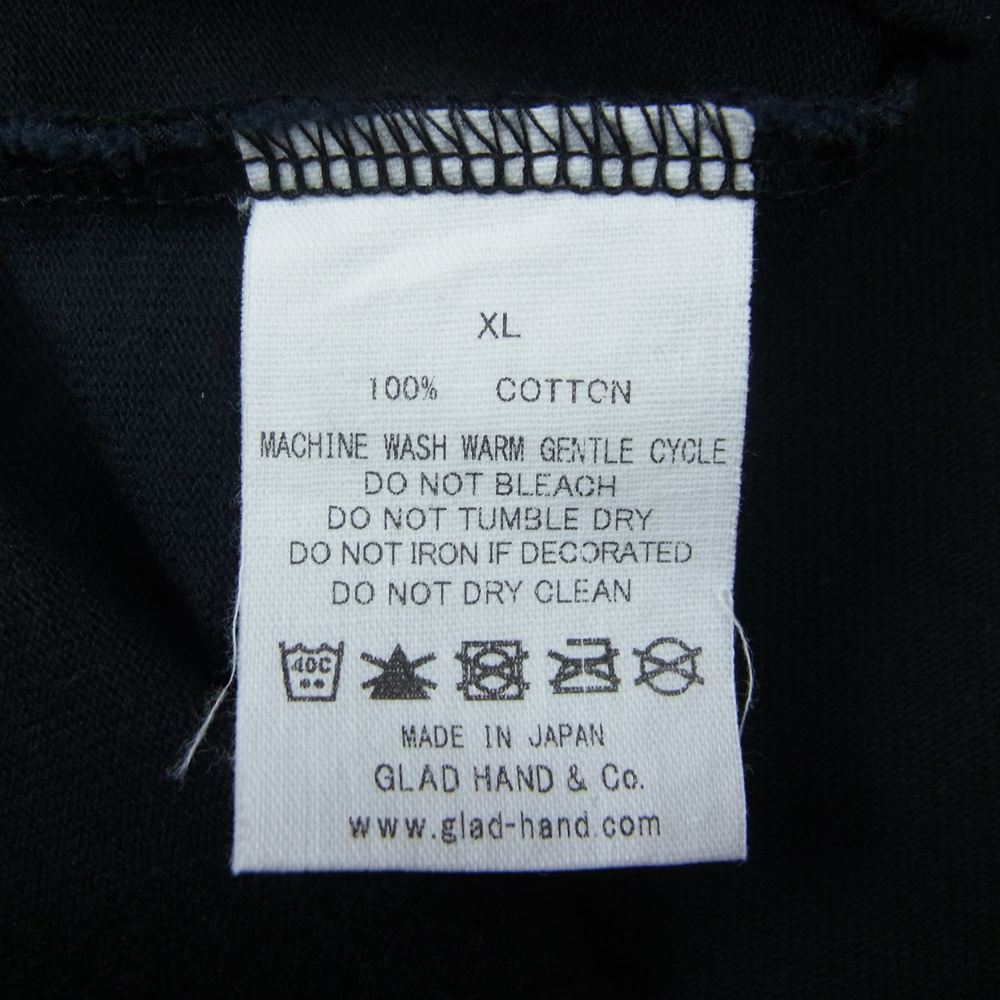 XL
100% COTTON
MACHINE WASH WARM GENTLE CYCLE
DO NOT BLEACH
DO NOT TUMBLE DRY
DO NOT IRON IF DECORATED
DO NOT DRY CLEAN
40C
MADE IN JAPAN
GLAD HAND & Co.
www.glad-hand.com